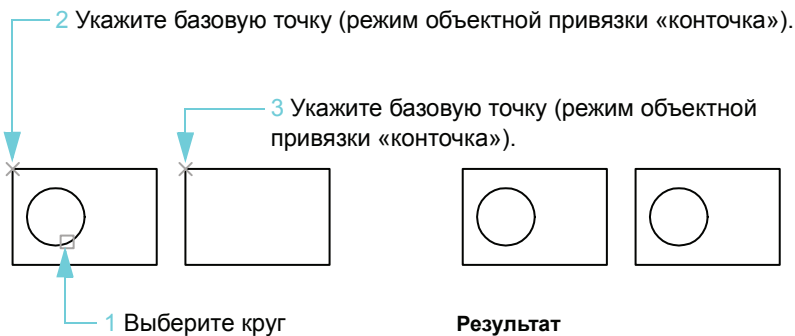 2 Укажите базовую точку (режим объектной привязки «конточка»).
3 Укажите базовую точку (режим объектной
привязки «конточка»).
1 Выберите круг
Результат